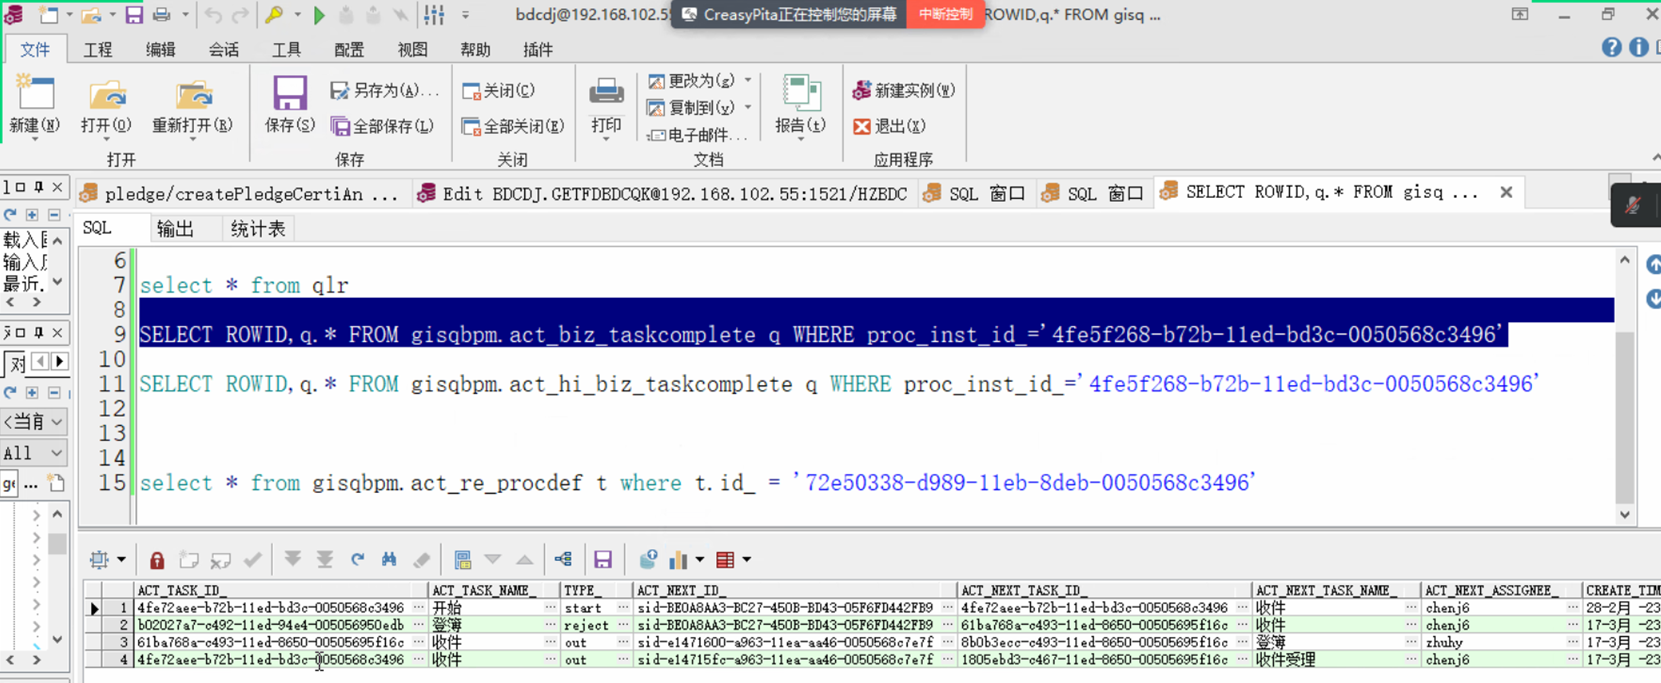 bdcdj@192.168.102.5
CreasyPita正在控制您的屏幕
中断控制
ROWID,q.* FROM gisq ...
文件 工程 编辑 会话 工具 配置 视图 帮助 插件
新建(N)
打开(O)
重新打开(R)
打开
保存(S)
另存为(A)...
全部保存(L)
保存
关闭(C)
全部关闭(E)
关闭
打印
更改为(g)
复制到(v)
电子邮件...
文档
报告(t)
新建实例(W)
退出(X)
应用程序
pledge/createPledgeCertiAn ...
Edit BDCDJ.GETFDBDCQK@192.168.102.55:1521/HZBDC
SQL 窗口
SQL 窗口
SELECT ROWID,q.* FROM gisq ...
载入
输入
最近.
对
<当前
All
SQL 输出 统计表
6
7 select * from qlr
8
9 SELECT ROWID,q.* FROM gisqbpm.act_biz_taskcomplete q WHERE proc_inst_id_='4fe5f268-b72b-11ed-bd3c-0050568c3496'
10
11 SELECT ROWID,q.* FROM gisqbpm.act_hi_biz_taskcomplete q WHERE proc_inst_id_='4fe5f268-b72b-11ed-bd3c-0050568c3496'
12
13
14
15 select * from gisqbpm.act_re_procdef t where t.id_ = '72e50338-d989-11eb-8deb-0050568c3496'
ACT_TASK_ID_ ACT_TASK_NAME_ TYPE_ ACT_NEXT_ID_ ACT_NEXT_TASK_ID_ ACT_NEXT_TASK_NAME_ ACT_NEXT_ASSIGNEE_ CREATE_TIM
1 4fe72aee-b72b-11ed-bd3c-0050568c3496 ... 开始 ... start ... sid-BE0A8AA3-BC27-450B-BD43-05F6FD442FB9 ... 4fe72aee-b72b-11ed-bd3c-0050568c3496 ... 收件 ... chenj6 ... 28-2月 -23
2 b02027a7-c492-11ed-94e4-005056950edb ... 登簿 ... reject ... sid-BE0A8AA3-BC27-450B-BD43-05F6FD442FB9 ... 61ba768a-c493-11ed-8650-00505695f16c ... 收件 ... chenj6 ... 17-3月 -23
3 61ba768a-c493-11ed-8650-00505695f16c ... 收件 ... out ... sid-e1471600-a963-11ea-aa46-0050568c7e7f ... 8b0b3ecc-c493-11ed-8650-00505695f16c ... 登簿 ... zhuhy ... 17-3月 -23
4 4fe72aee-b72b-11ed-bd3c-0050568c3496 ... 收件 ... out ... sid-e14715fc-a963-11ea-aa46-0050568c7e7f ... 1805ebd3-c467-11ed-8650-00505695f16c ... 收件受理 ... chenj6 ... 17-3月 -23